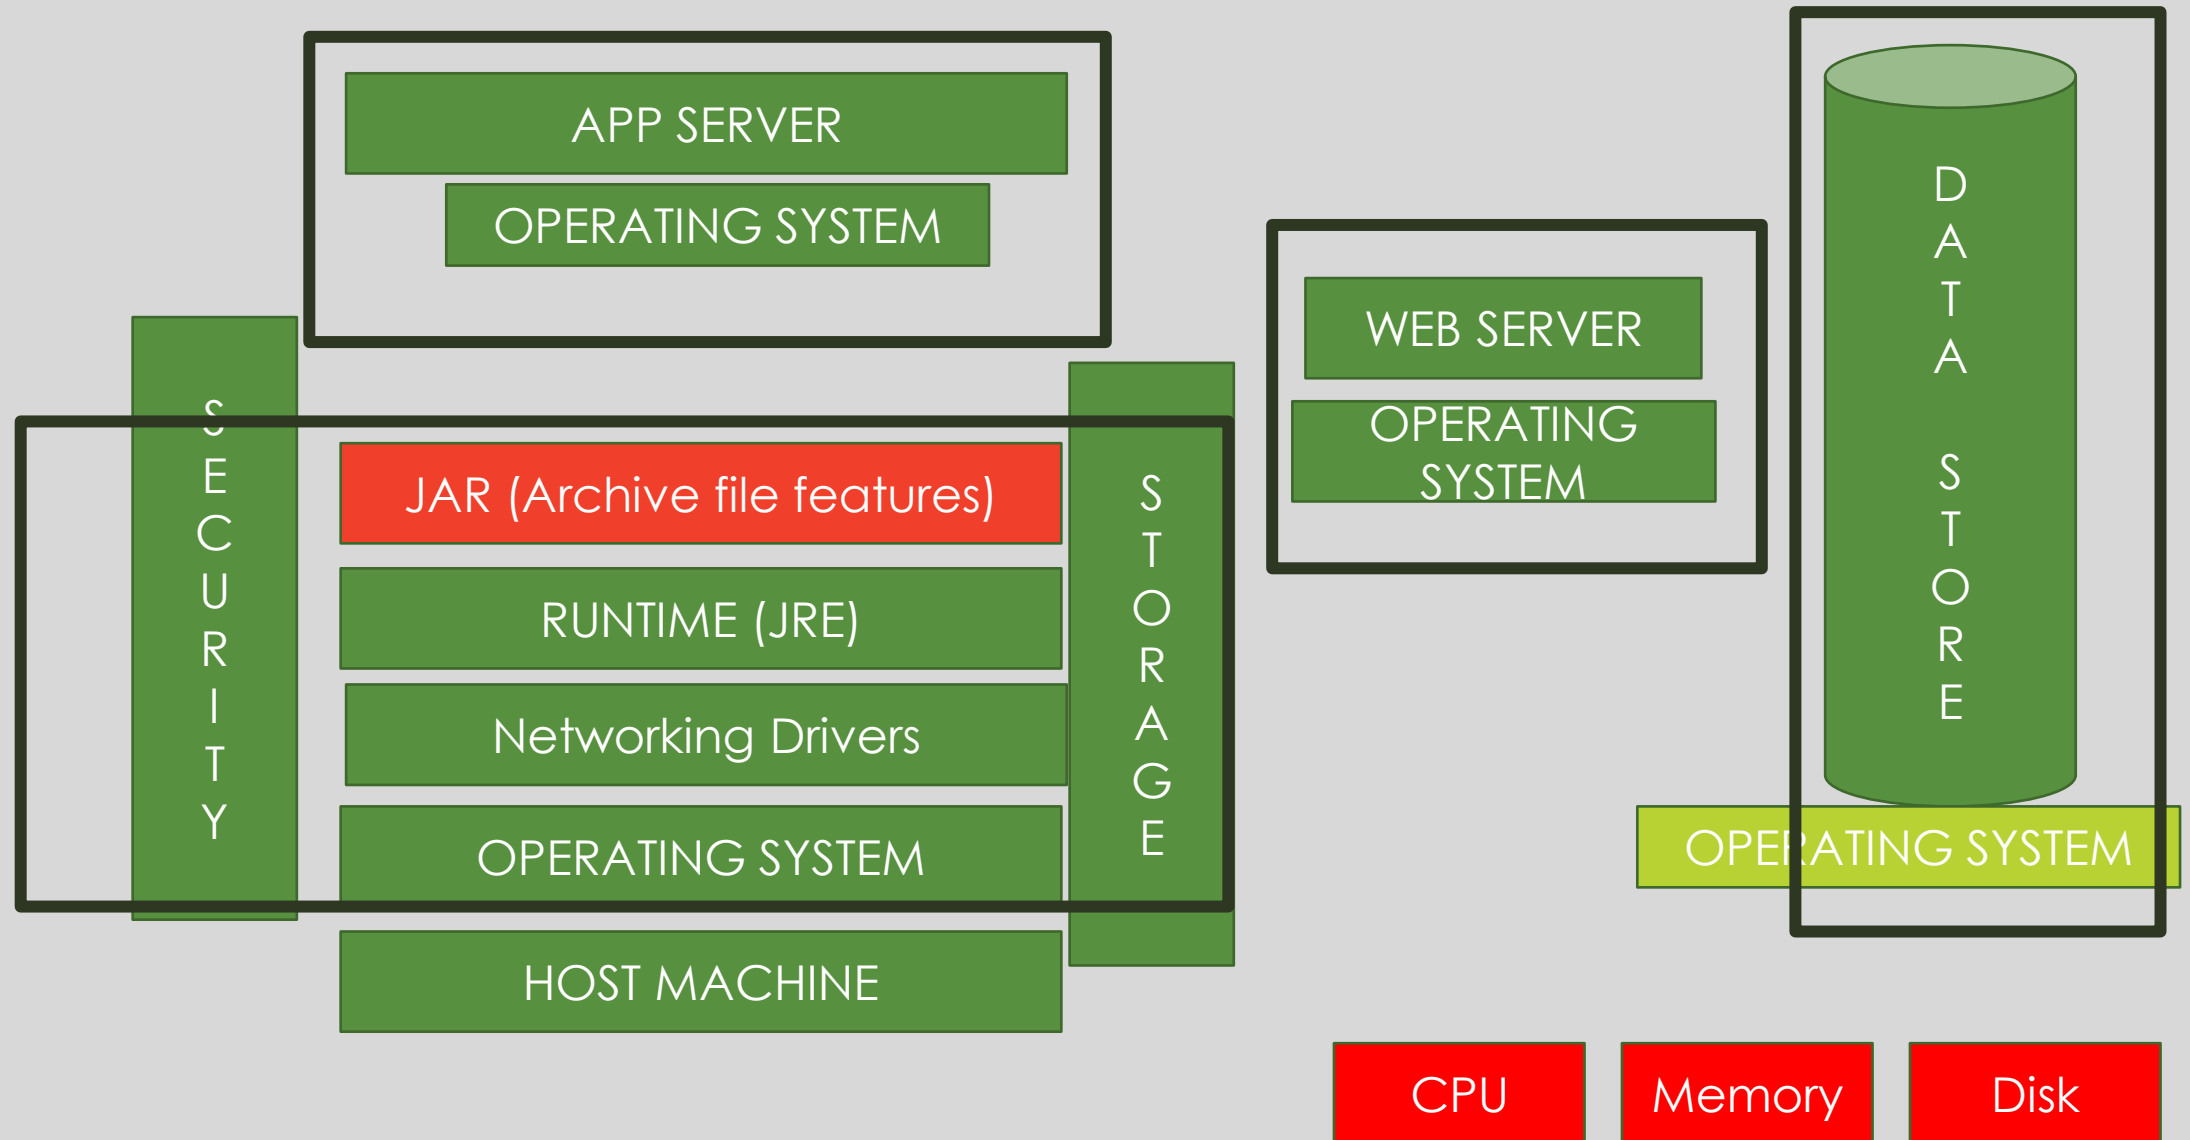 APP SERVER
OPERATING SYSTEM
SECURITY
JAR (Archive file features)
RUNTIME (JRE)
Networking Drivers
OPERATING SYSTEM
HOST MACHINE
STORAGE
WEB SERVER
OPERATING
SYSTEM
DATA STORE
OPERATING SYSTEM
CPU
Memory
Disk